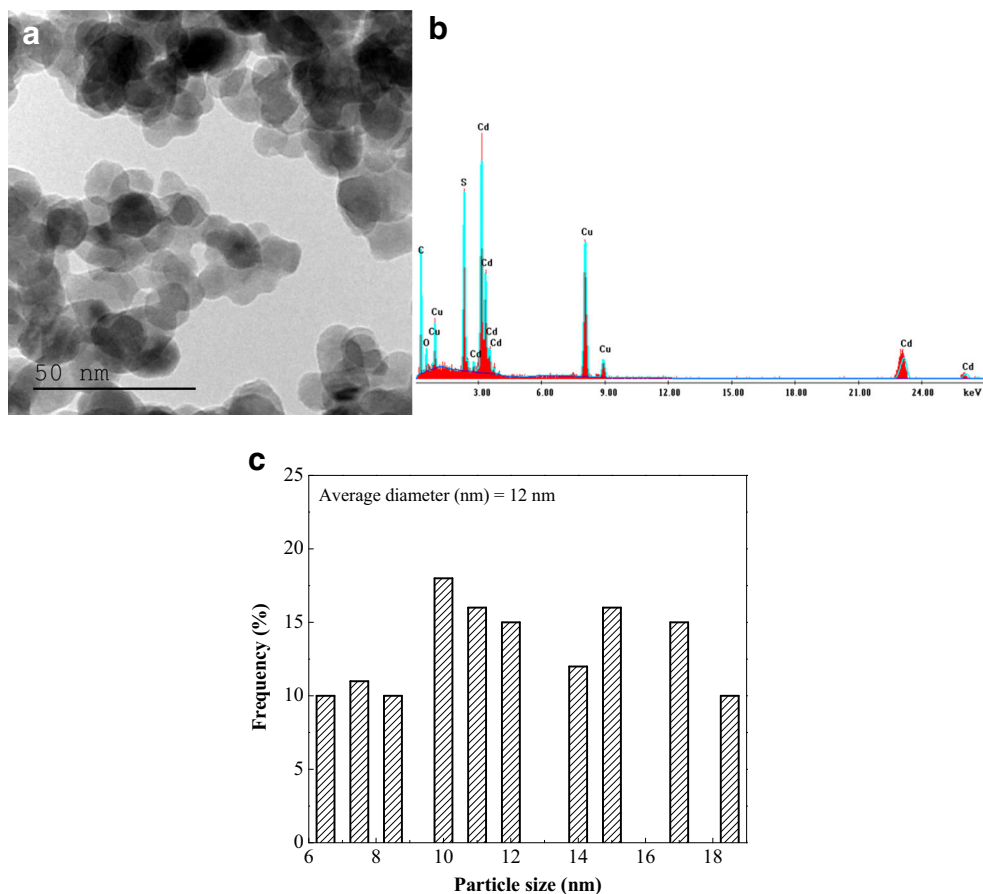 a
50 nm
b
Cd
S
Cu
C
Cd
Cu
Cu
Cd
Cd
O
Cd
Cu
Cd
Cd
3.00 6.00 9.00 12.00 15.00 18.00 21.00 24.00 keV
c
Average diameter (nm) = 12 nm
25
20
15
10
5
0
Frequency (%)
6 8 10 12 14 16 18
Particle size (nm)